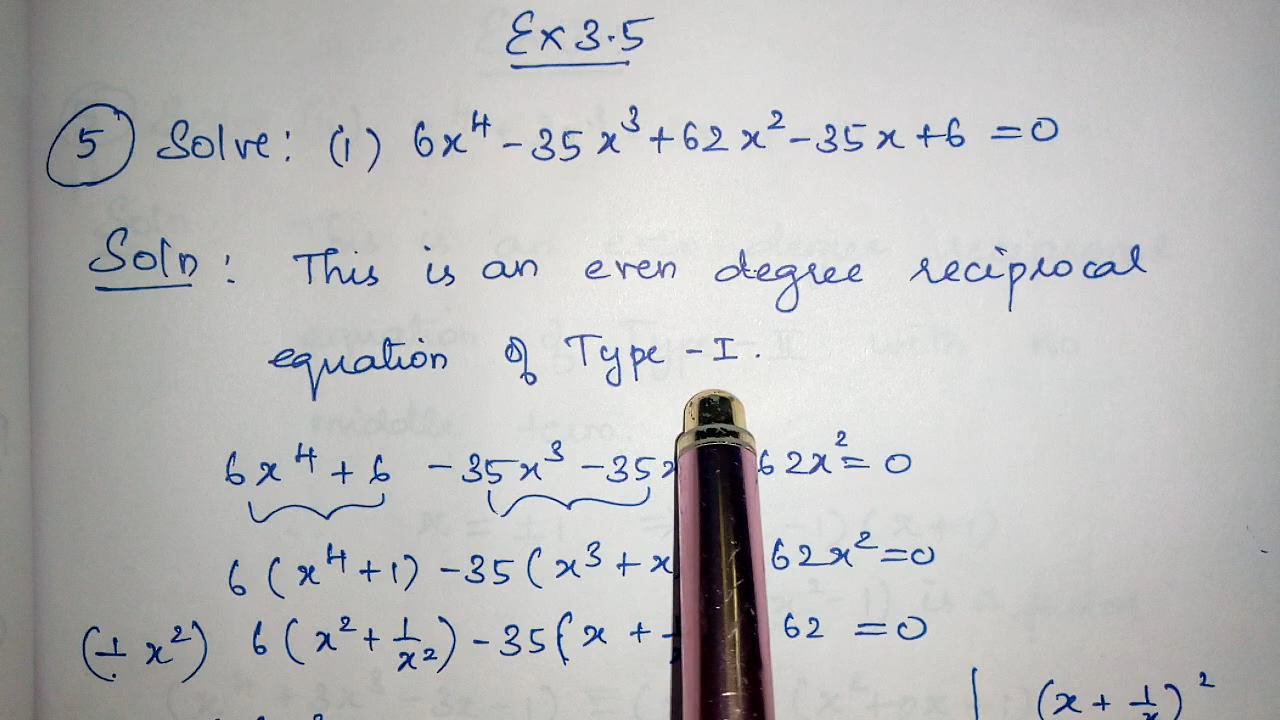 Ex 3.5
5 Solve: (i) 6x⁴ - 35x³ + 62x² - 35x + 6 = 0
Soln: This is an even degree reciprocal
equation of Type - I.
6x⁴ + 6 - 35x³ - 35x 62x² = 0
6(x⁴ + 1) - 35(x³ + x 62x² = 0
(÷ x²) 6(x² + 1/x²) - 35(x + 62 = 0
(x + 1/x)²